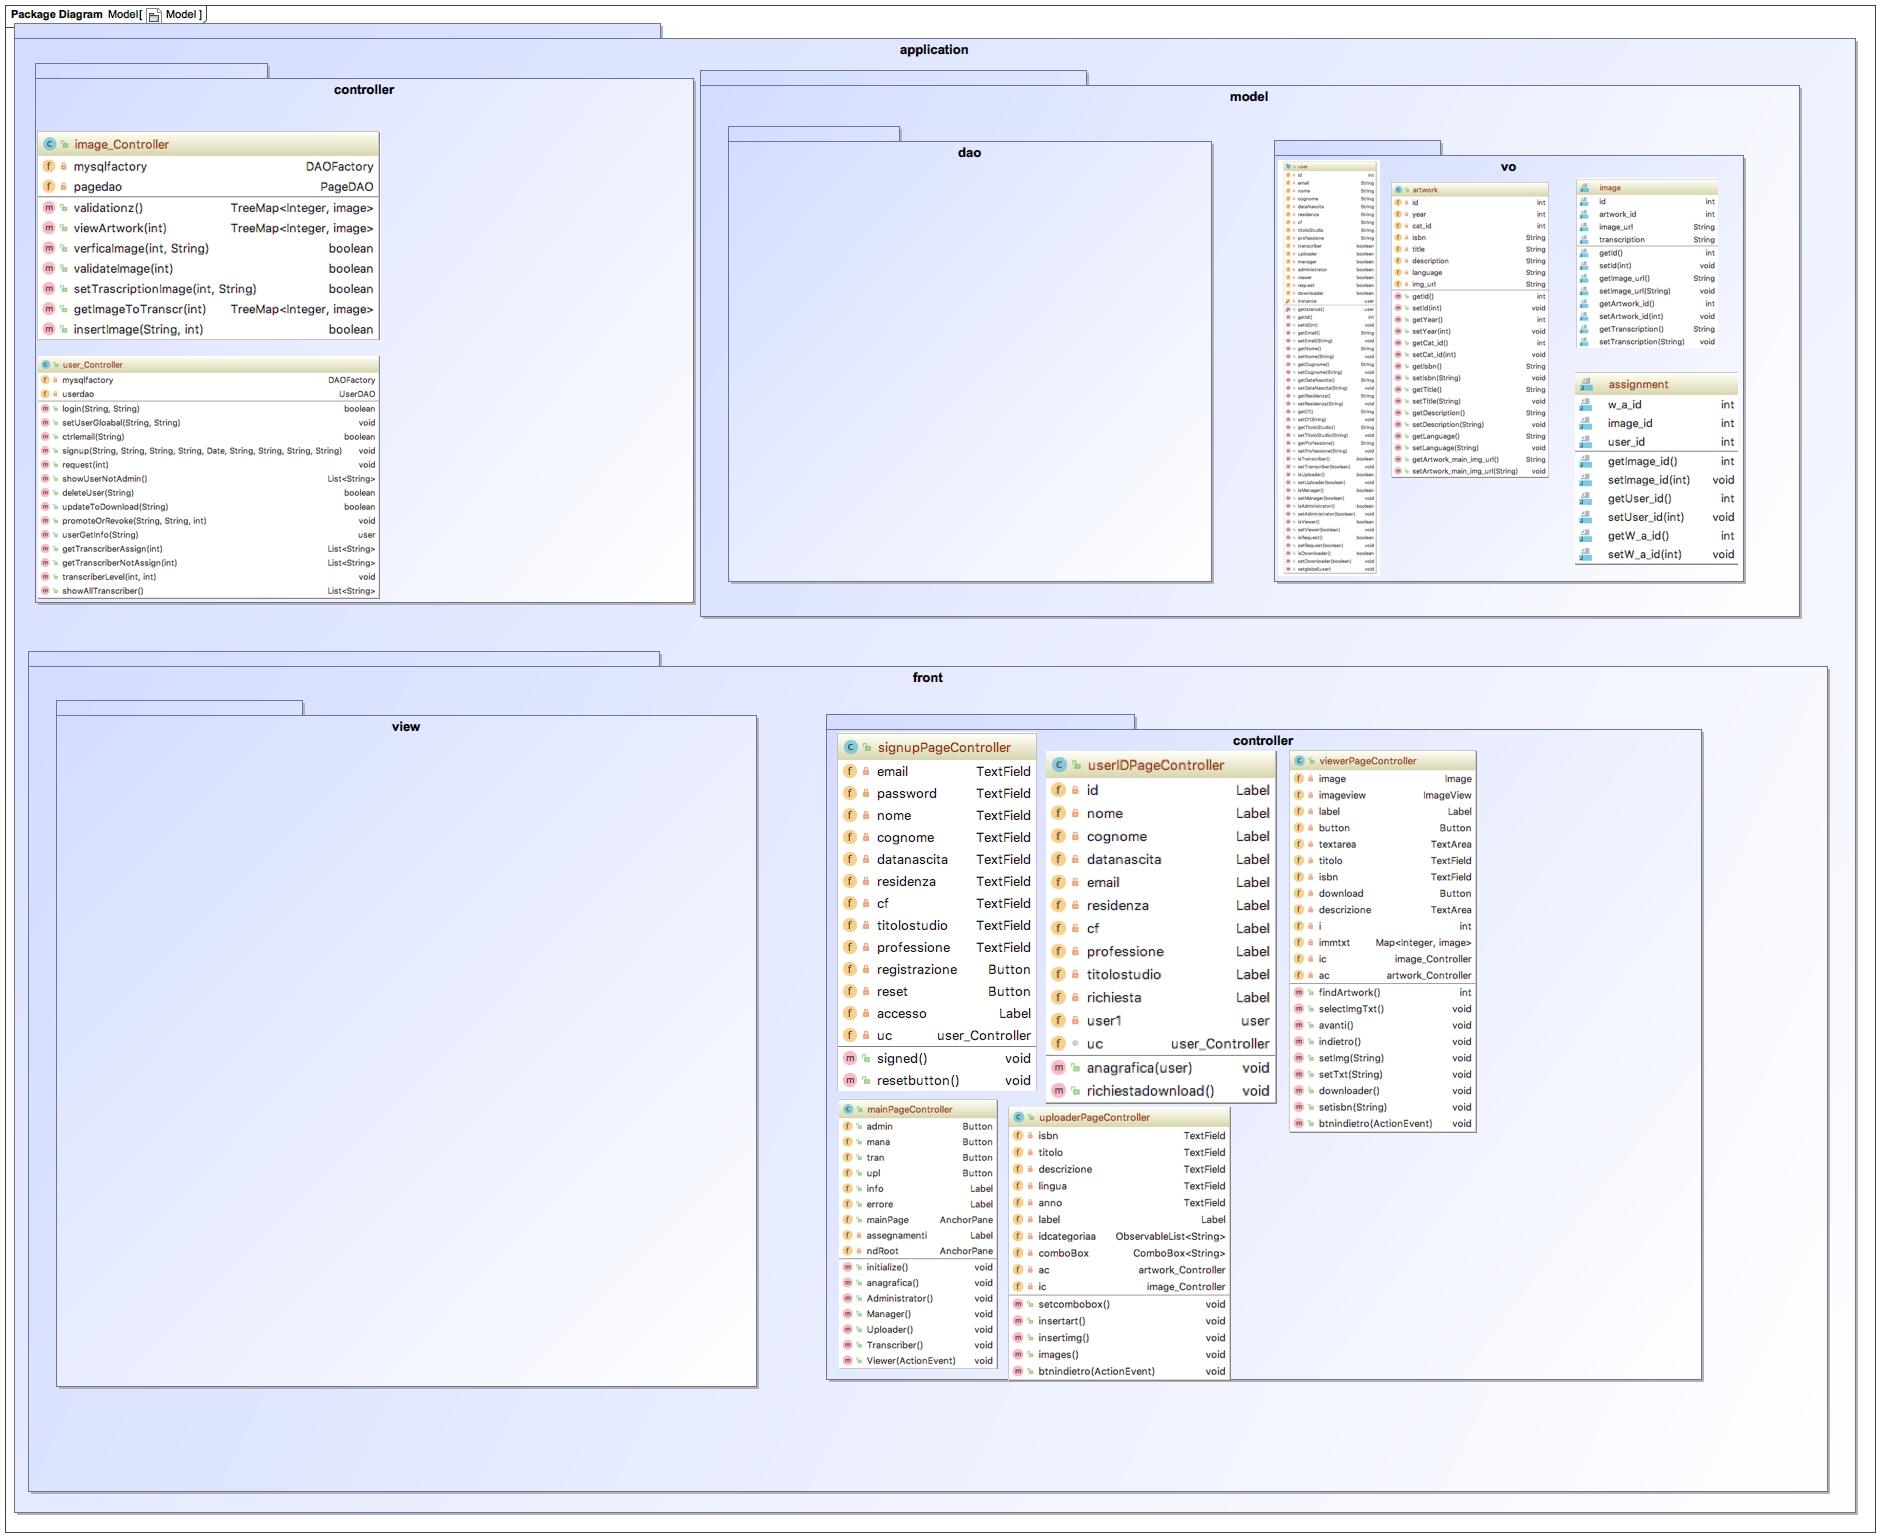 Package Diagram Model[ Model ]
application
controller
image_Controller
mysqlfactory DAOFactory
pagedao PageDAO
validationz() TreeMap<Integer, image>
viewArtwork(int) TreeMap<Integer, image>
verficaImage(int, String) boolean
validateImage(int) boolean
setTrascriptionImage(int, String) boolean
getImageToTranscr(int) TreeMap<Integer, image>
insertImage(String, int) boolean
user_Controller
mysqlfactory DAOFactory
userdao UserDAO
login(String, String) boolean
setUserGloabal(String, String) void
ctrlemail(String) boolean
signup(String, String, String, String, Date, String, String, String, String) void
request(int) void
showUserNotAdmin() List<String>
deleteUser(String) boolean
updateToDownload(String) boolean
promoteOrRevoke(String, String, int) void
userGetInfo(String) user
getTranscriberAssign(int) List<String>
getTranscriberNotAssign(int) List<String>
transcriberLevel(int, int) void
showAllTranscriber() List<String>
model
dao
vo
user
id int
email String
nome String
cognome String
dataNascita String
residenza String
cf String
titoloStudio String
professione String
transcriber boolean
uploader boolean
manager boolean
administrator boolean
viewer boolean
request boolean
downloader boolean
instance user
getIstance() user
getId() int
setId(int) void
getEmail() String
setEmail(String) void
getNome() String
setNome(String) void
getCognome() String
setCognome(String) void
getDataNascita() String
setDataNascita(String) void
getResidenza() String
setResidenza(String) void
getCf() String
setCf(String) void
getTitoloStudio() String
setTitoloStudio(String) void
getProfessione() String
setProfessione(String) void
isTranscriber() boolean
setTranscriber(boolean) void
isUploader() boolean
setUploader(boolean) void
isManager() boolean
setManager(boolean) void
isAdministrator() boolean
setAdministrator(boolean) void
isViewer() boolean
setViewer(boolean) void
isRequest() boolean
setRequest(boolean) void
isDownloader() boolean
setDownloader(boolean) void
setglobal(user) void
artwork
id int
year int
cat_id int
isbn String
title String
description String
language String
img_url String
getId() int
setId(int) void
getYear() int
setYear(int) void
getCat_id() int
setCat_id(int) void
getIsbn() String
setIsbn(String) void
getTitle() String
setTitle(String) void
getDescription() String
setDescription(String) void
getLanguage() String
setLanguage(String) void
getArtwork_main_img_url() String
setArtwork_main_img_url(String) void
image
id int
artwork_id int
image_url String
transcription String
getId() int
setId(int) void
getImage_url() String
setImage_url(String) void
getArtwork_id() int
setArtwork_id(int) void
getTranscription() String
setTranscription(String) void
assignment
w_a_id int
image_id int
user_id int
getImage_id() int
setImage_id(int) void
getUser_id() int
setUser_id(int) void
getW_a_id() int
setW_a_id(int) void
front
view
controller
signupPageController
email TextField
password TextField
nome TextField
cognome TextField
datanascita TextField
residenza TextField
cf TextField
titolostudio TextField
professione TextField
registrazione Button
reset Button
accesso Label
uc user_Controller
signed() void
resetbutton() void
userIDPageController
id Label
nome Label
cognome Label
datanascita Label
email Label
residenza Label
cf Label
professione Label
titolostudio Label
richiesta Label
user1 user
uc user_Controller
anagrafica(user) void
richiestadownload() void
viewerPageController
image Image
imageview ImageView
label Label
button Button
textarea TextArea
titolo TextField
isbn TextField
download Button
descrizione TextArea
i int
immtxt Map<Integer, image>
ic image_Controller
ac artwork_Controller
findArtwork() int
selectImgTxt() void
avanti() void
indietro() void
setImg(String) void
setTxt(String) void
downloader() void
setisbn(String) void
btnindietro(ActionEvent) void
mainPageController
admin Button
mana Button
tran Button
upl Button
info Label
errore Label
mainPage AnchorPane
assegnamenti Label
ndRoot AnchorPane
initialize() void
anagrafica() void
Administrator() void
Manager() void
Uploader() void
Transcriber() void
Viewer(ActionEvent) void
uploaderPageController
isbn TextField
titolo TextField
descrizione TextField
lingua TextField
anno TextField
label Label
idcategoriaa ObservableList<String>
comboBox ComboBox<String>
ac artwork_Controller
ic image_Controller
setcombobox() void
insertart() void
insertimg() void
images() void
btnindietro(ActionEvent) void